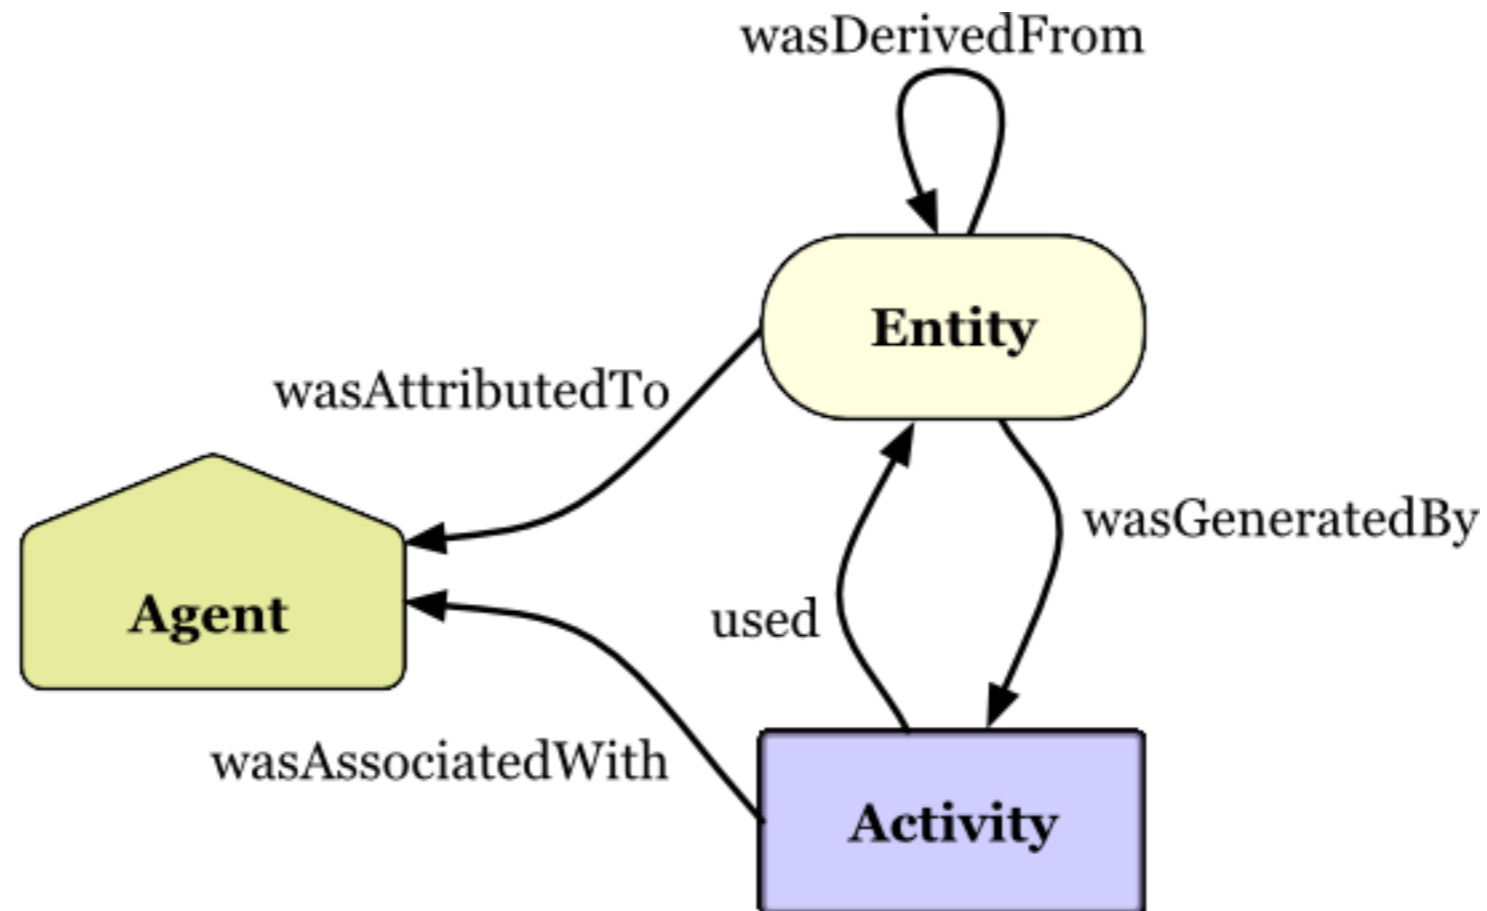 wasDerivedFrom
Entity
wasAttributedTo
wasGeneratedBy
Agent
used
wasAssociatedWith
Activity